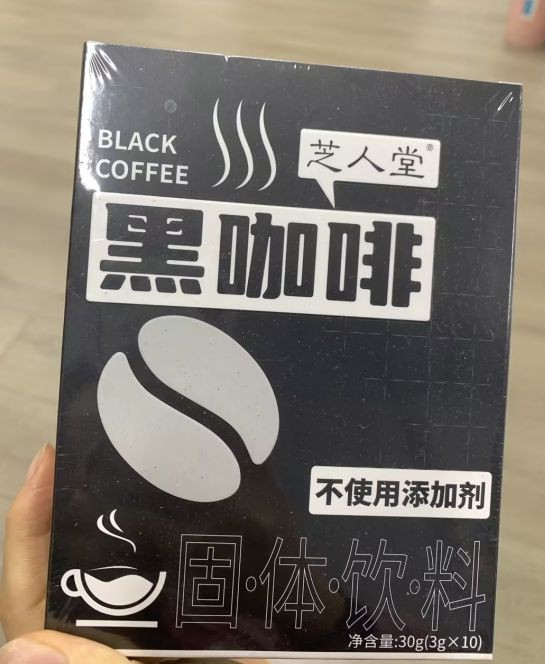 BLACK
COFFEE
芝人堂®
黑咖啡
不使用添加剂
固·体·饮·料
净含量:30g(3g×10)